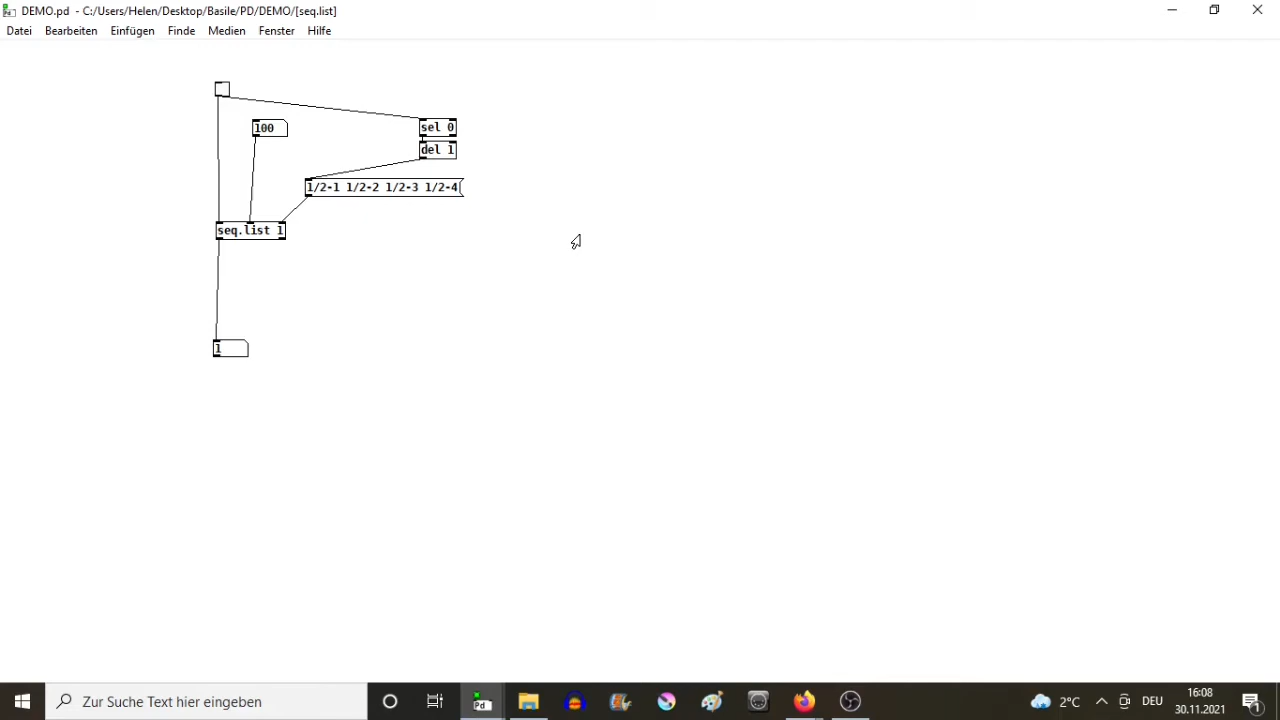 DEMO.pd - C:/Users/Helen/Desktop/Basile/PD/DEMO/[seq.list]
Datei Bearbeiten Einfügen Finde Medien Fenster Hilfe
100
sel 0
del 1
1/2-1 1/2-2 1/2-3 1/2-4
seq.list 1
1
Zur Suche Text hier eingeben
Pd
2°C
DEU
16:08
30.11.2021
1